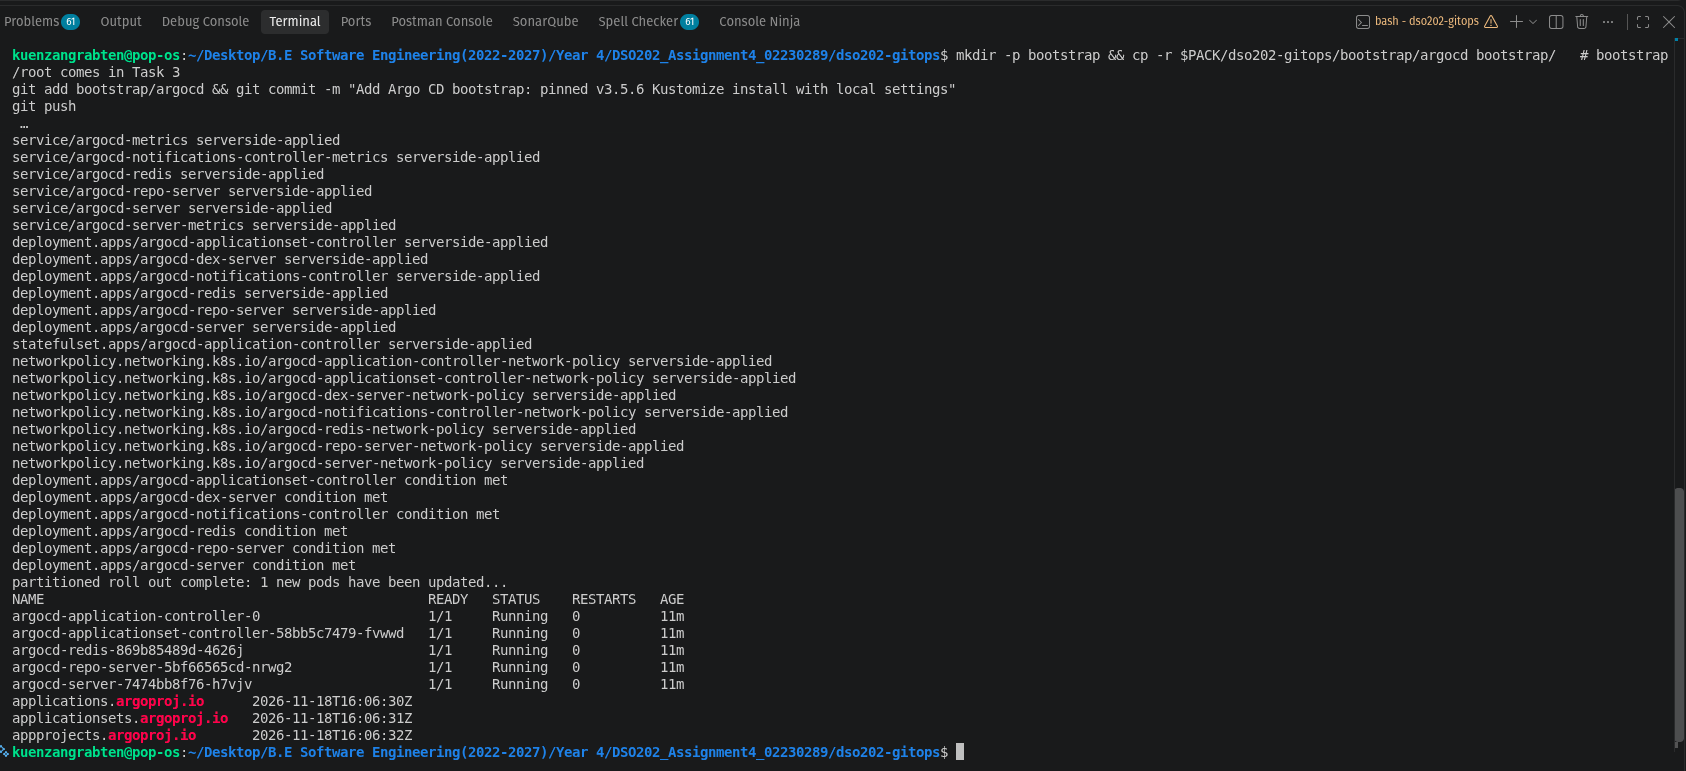 Problems 61 Output Debug Console Terminal Ports Postman Console SonarQube Spell Checker 61 Console Ninja bash - dso202-gitops
kuenzangrabten@pop-os:~/Desktop/B.E Software Engineering(2022-2027)/Year 4/DSO202_Assignment4_02230289/dso202-gitops$ mkdir -p bootstrap && cp -r $PACK/dso202-gitops/bootstrap/argocd bootstrap/   # bootstrap
/root comes in Task 3
git add bootstrap/argocd && git commit -m "Add Argo CD bootstrap: pinned v3.5.6 Kustomize install with local settings"
git push
…
service/argocd-metrics serverside-applied
service/argocd-notifications-controller-metrics serverside-applied
service/argocd-redis serverside-applied
service/argocd-repo-server serverside-applied
service/argocd-server serverside-applied
service/argocd-server-metrics serverside-applied
deployment.apps/argocd-applicationset-controller serverside-applied
deployment.apps/argocd-dex-server serverside-applied
deployment.apps/argocd-notifications-controller serverside-applied
deployment.apps/argocd-redis serverside-applied
deployment.apps/argocd-repo-server serverside-applied
deployment.apps/argocd-server serverside-applied
statefulset.apps/argocd-application-controller serverside-applied
networkpolicy.networking.k8s.io/argocd-application-controller-network-policy serverside-applied
networkpolicy.networking.k8s.io/argocd-applicationset-controller-network-policy serverside-applied
networkpolicy.networking.k8s.io/argocd-dex-server-network-policy serverside-applied
networkpolicy.networking.k8s.io/argocd-notifications-controller-network-policy serverside-applied
networkpolicy.networking.k8s.io/argocd-redis-network-policy serverside-applied
networkpolicy.networking.k8s.io/argocd-repo-server-network-policy serverside-applied
networkpolicy.networking.k8s.io/argocd-server-network-policy serverside-applied
deployment.apps/argocd-applicationset-controller condition met
deployment.apps/argocd-dex-server condition met
deployment.apps/argocd-notifications-controller condition met
deployment.apps/argocd-redis condition met
deployment.apps/argocd-repo-server condition met
deployment.apps/argocd-server condition met
partitioned roll out complete: 1 new pods have been updated...
NAME                                                READY   STATUS    RESTARTS   AGE
argocd-application-controller-0                     1/1     Running   0          11m
argocd-applicationset-controller-58bb5c7479-fvwwd   1/1     Running   0          11m
argocd-redis-869b85489d-4626j                       1/1     Running   0          11m
argocd-repo-server-5bf66565cd-nrwg2                 1/1     Running   0          11m
argocd-server-7474bb8f76-h7vjv                      1/1     Running   0          11m
applications.argoproj.io      2026-11-18T16:06:30Z
applicationsets.argoproj.io   2026-11-18T16:06:31Z
appprojects.argoproj.io       2026-11-18T16:06:32Z
kuenzangrabten@pop-os:~/Desktop/B.E Software Engineering(2022-2027)/Year 4/DSO202_Assignment4_02230289/dso202-gitops$